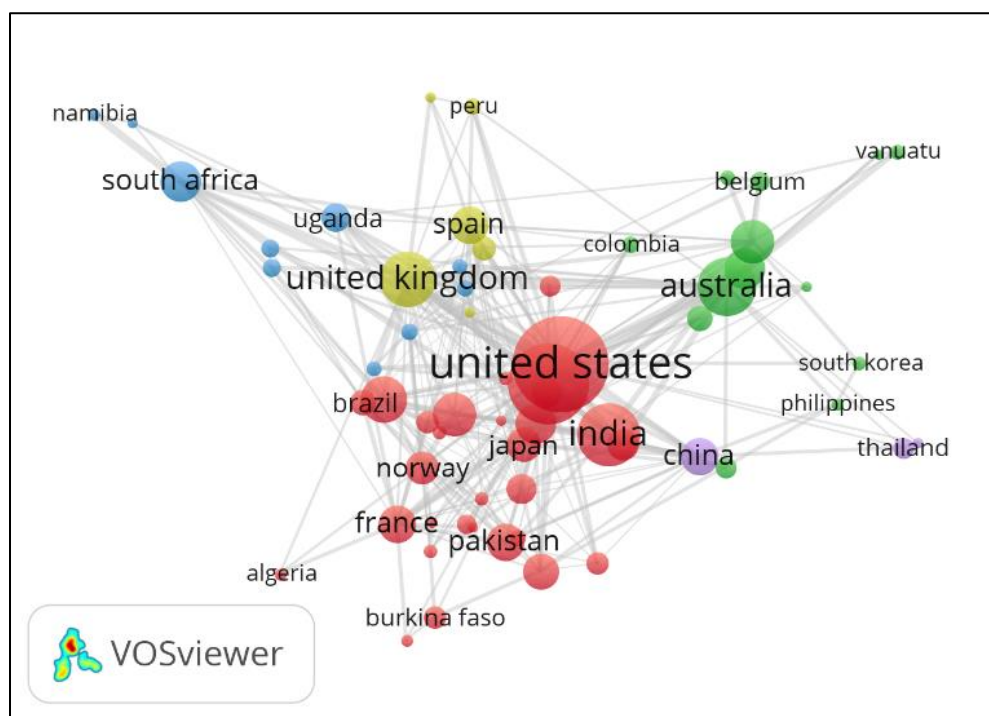 peru
namibia
vanuatu
south africa
belgium
uganda
spain
colombia
united kingdom
australia
united states
south korea
brazil
philippines
india
japan
china
thailand
norway
france
pakistan
algeria
burkina faso
VOSviewer